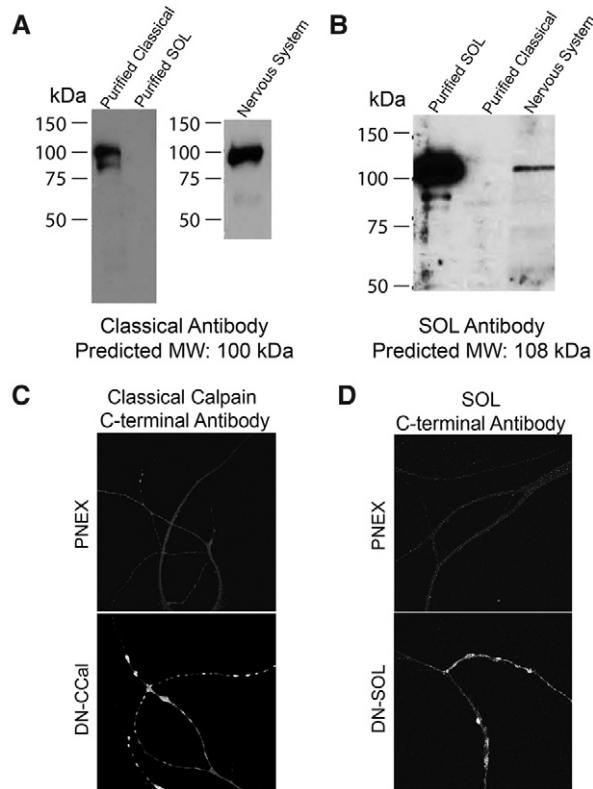 A
Purified Classical
Purified SOL
kDa
150
100
75
50
Nervous System
150
100
75
50
Classical Antibody
Predicted MW: 100 kDa
B
Purified SOL
Purified Classical
Nervous System
kDa
150
100
75
50
SOL Antibody
Predicted MW: 108 kDa
C
Classical Calpain
C-terminal Antibody
PNEX
DN-CCal
D
SOL
C-terminal Antibody
PNEX
DN-SOL